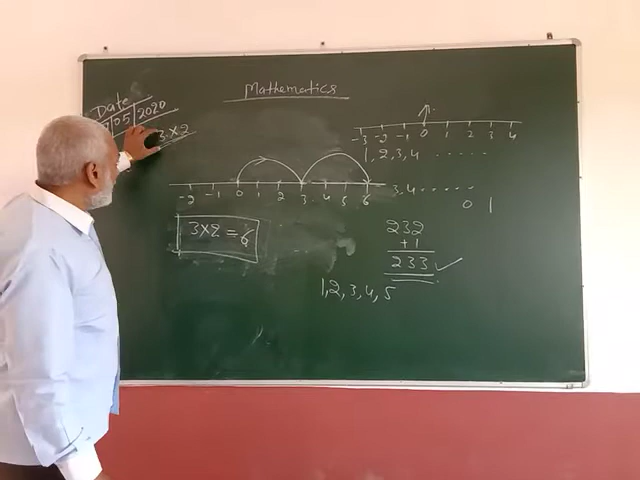 Mathematics
Date
/05/2020
3×2
-3 -2 -1 0 1 2 3 4
1, 2, 3, 4 ......
-2 -1 0 1 2 3 4 5 6
3, 4 ......
0 1
3×2 = 6
232
+1
233 ✓
1, 2, 3, 4, 5